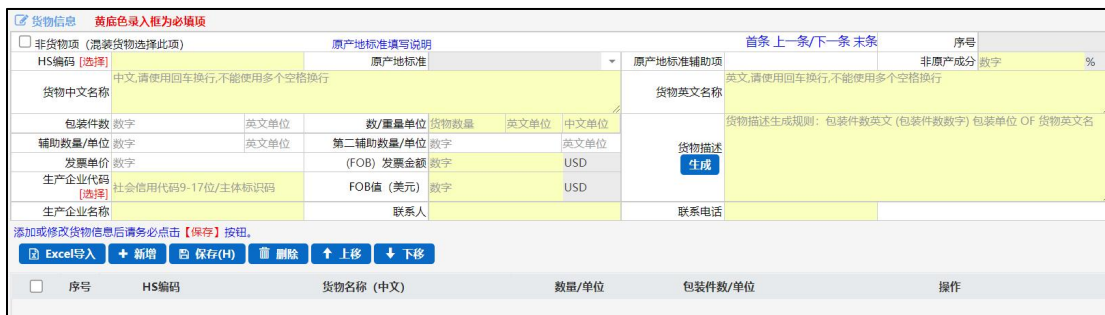 货物信息 黄底色录入框为必填项
非货物项（混装货物选择此项） 原产地标准填写说明 首条 上一条/下一条 末条 序号
HS编码 [选择] 原产地标准 原产地标准辅助项 非原产成分 数字 %
货物中文名称 中文,请使用回车换行,不能使用多个空格换行 货物英文名称 英文,请使用回车换行,不能使用多个空格换行
包装件数 数字 英文单位 数/重量单位 货物数量 英文单位 中文单位 货物描述生成规则：包装件数英文 (包装件数数字) 包装单位 OF 货物英文名
辅助数量/单位 数字 英文单位 第二辅助数量/单位 数字 英文单位 货物描述
发票单价 数字 (FOB) 发票金额 数字 USD 生成
生产企业代码 [选择] 社会信用代码9-17位/主体标识码 FOB值（美元） 数字 USD
生产企业名称 联系人 联系电话
添加或修改货物信息后请务必点击【保存】按钮。
Excel导入 新增 保存(H) 删除 上移 下移
序号 HS编码 货物名称（中文） 数量/单位 包装件数/单位 操作